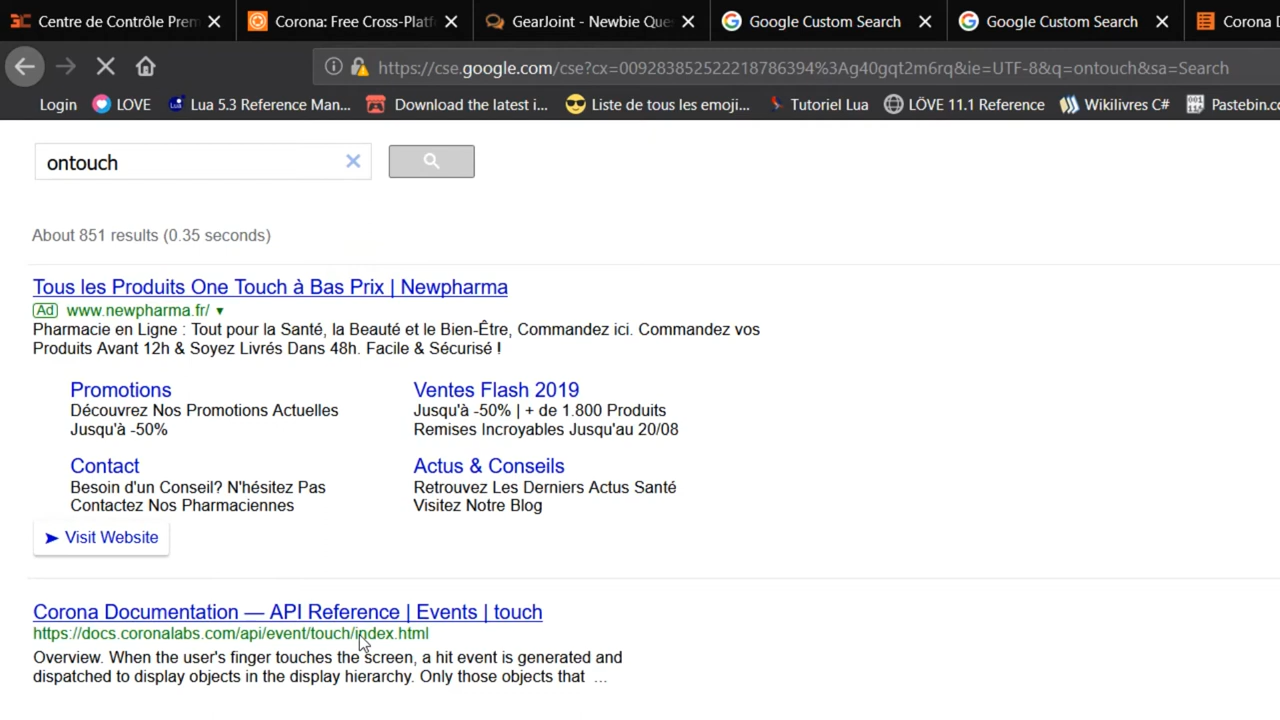 Centre de Contrôle Prem
Corona: Free Cross-Platf
GearJoint - Newbie Que
Google Custom Search
Google Custom Search
Corona D
https://cse.google.com/cse?cx=009283852522218786394%3Ag40gqt2m6rq&ie=UTF-8&q=ontouch&sa=Search
Login
LOVE
Lua 5.3 Reference Man...
Download the latest i...
Liste de tous les emoji...
Tutoriel Lua
LÖVE 11.1 Reference
Wikilivres C#
Pastebin.co
ontouch
About 851 results (0.35 seconds)
Tous les Produits One Touch à Bas Prix | Newpharma
Ad www.newpharma.fr/
Pharmacie en Ligne : Tout pour la Santé, la Beauté et le Bien-Être, Commandez ici. Commandez vos
Produits Avant 12h & Soyez Livrés Dans 48h. Facile & Sécurisé !
Promotions
Découvrez Nos Promotions Actuelles
Jusqu'à -50%
Ventes Flash 2019
Jusqu'à -50% | + de 1.800 Produits
Remises Incroyables Jusqu'au 20/08
Contact
Besoin d'un Conseil? N'hésitez Pas
Contactez Nos Pharmaciennes
Actus & Conseils
Retrouvez Les Derniers Actus Santé
Visitez Notre Blog
Visit Website
Corona Documentation — API Reference | Events | touch
https://docs.coronalabs.com/api/event/touch/index.html
Overview. When the user's finger touches the screen, a hit event is generated and
dispatched to display objects in the display hierarchy. Only those objects that ...